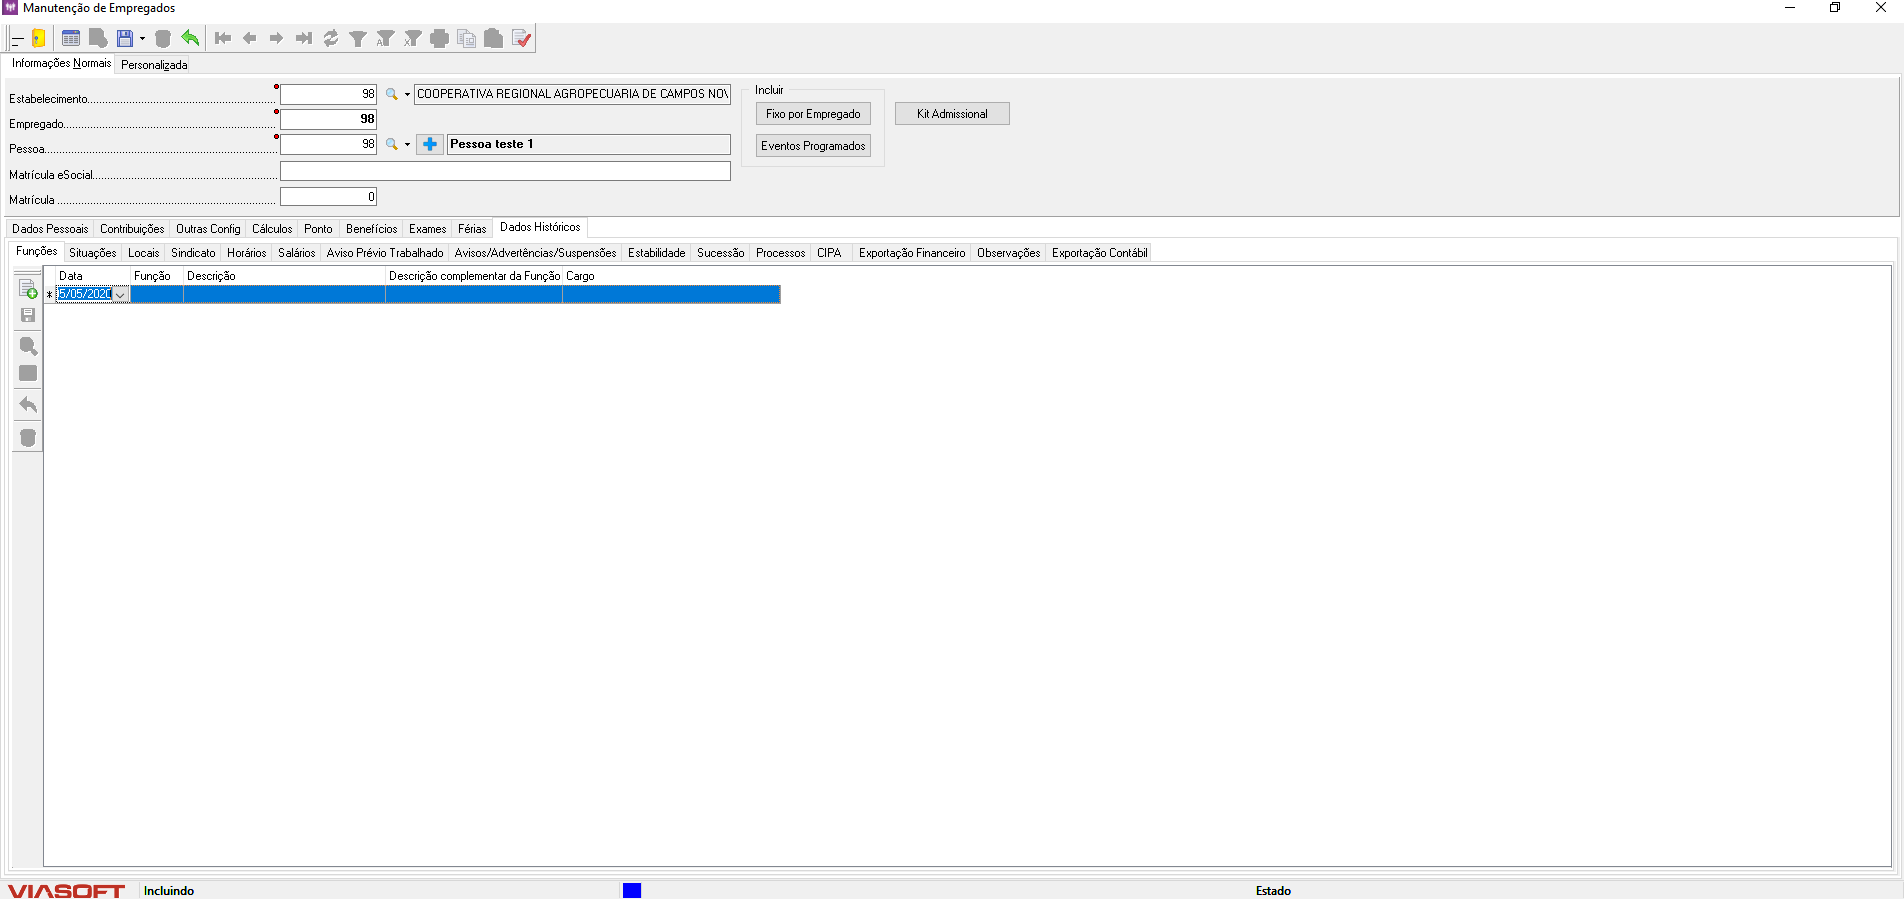 Manutenção de Empregados
Informações Normais Personalizada
Estabelecimento 98 COOPERATIVA REGIONAL AGROPECUARIA DE CAMPOS NOV
Empregado 98
Pessoa 98 Pessoa teste 1
Matrícula eSocial
Matrícula 0
Incluir
Fixo por Empregado
Eventos Programados
Kit Admissional
Dados Pessoais Contribuições Outras Config Cálculos Ponto Benefícios Exames Férias Dados Históricos
Funções Situações Locais Sindicato Horários Salários Aviso Prévio Trabalhado Avisos/Advertências/Suspensões Estabilidade Sucessão Processos CIPA Exportação Financeiro Observações Exportação Contábil
Data Função Descrição Descrição complementar da Função Cargo
* 5/05/2020
VIASOFT Incluindo Estado